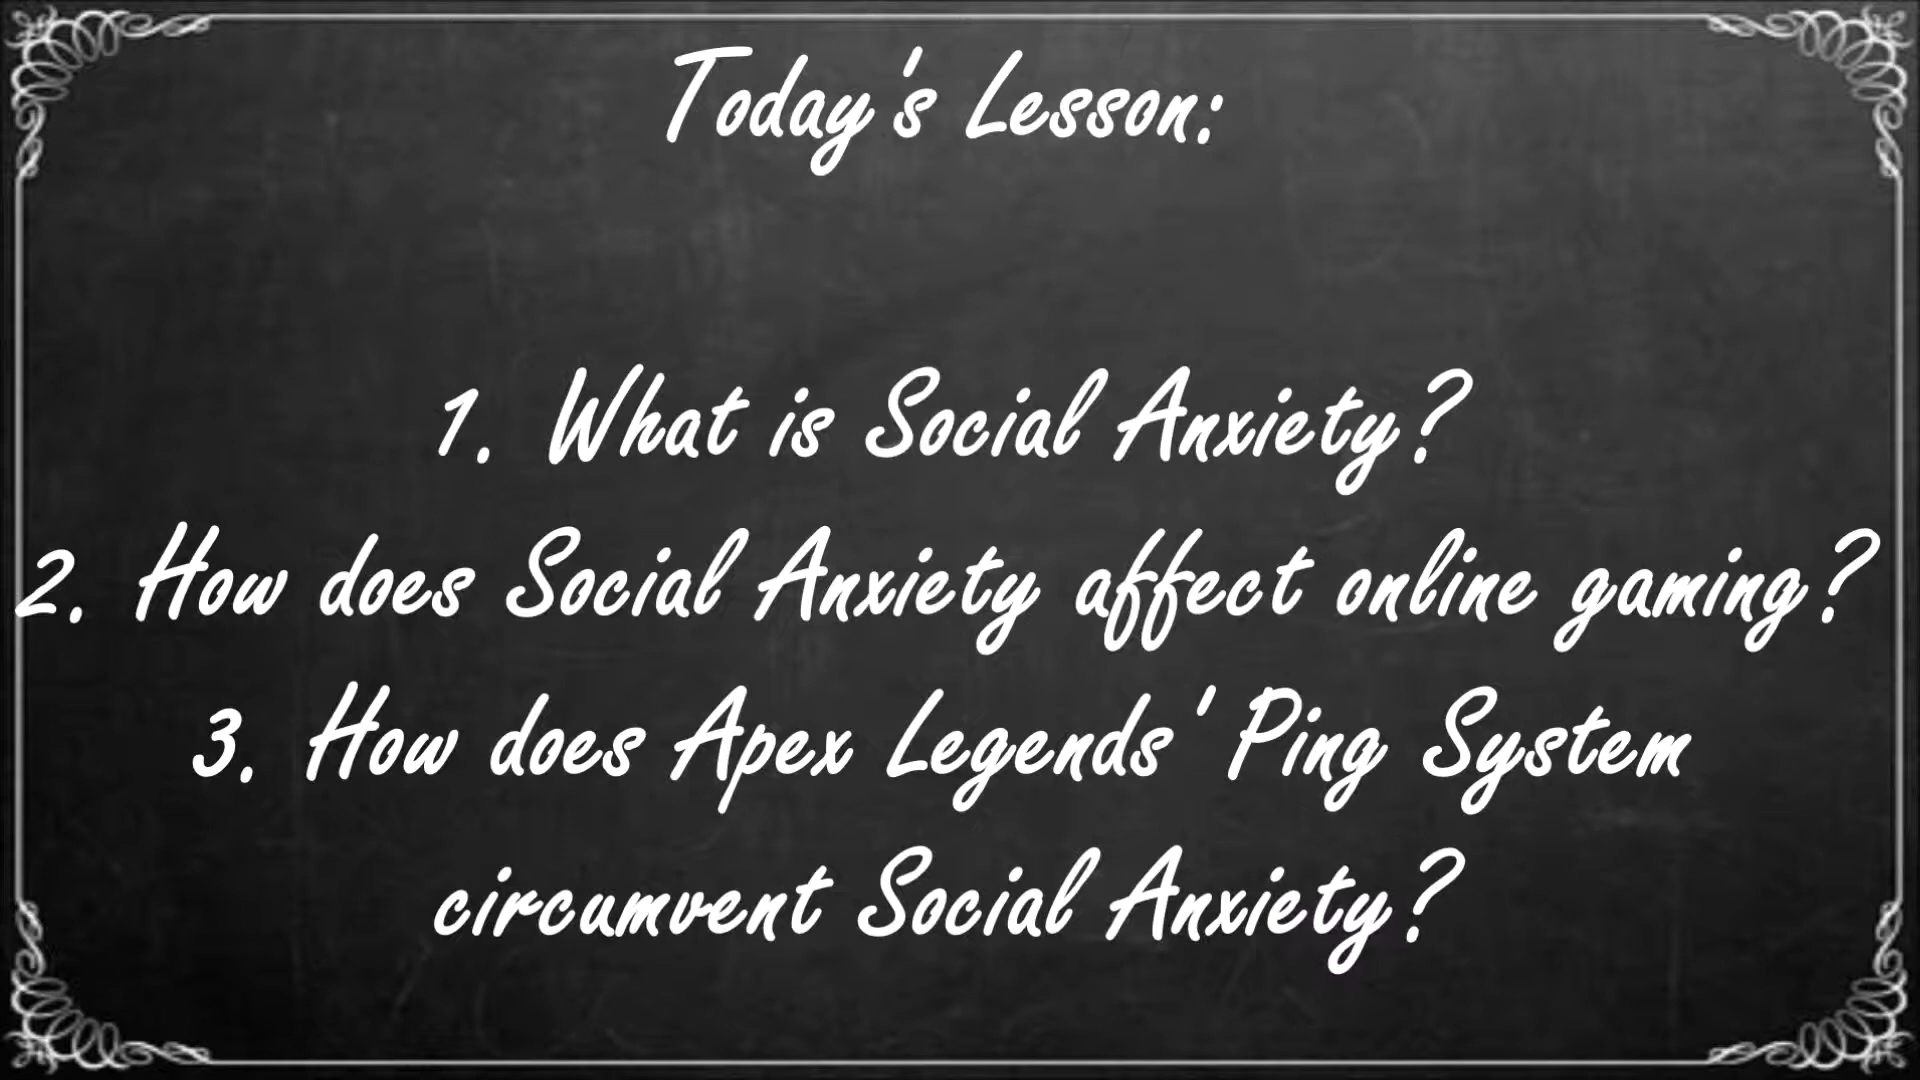 Today's Lesson:
1. What is Social Anxiety?
2. How does Social Anxiety affect online gaming?
3. How does Apex Legends' Ping System
circumvent Social Anxiety?